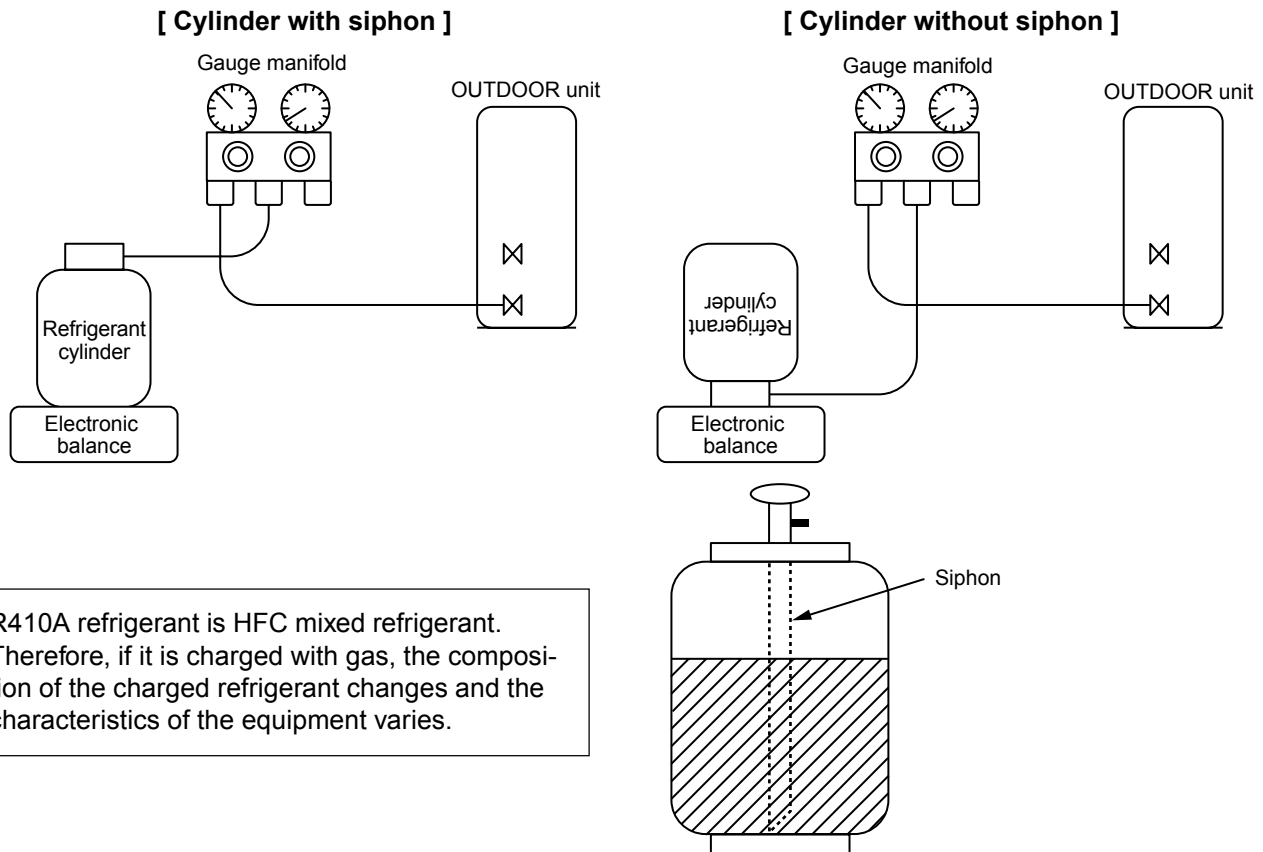 [ Cylinder with siphon ]
Gauge manifold
OUTDOOR unit
Refrigerant
cylinder
Electronic
balance
[ Cylinder without siphon ]
Gauge manifold
OUTDOOR unit
Refrigerant
cylinder
Electronic
balance
Siphon
R410A refrigerant is HFC mixed refrigerant.
Therefore, if it is charged with gas, the composi-
tion of the charged refrigerant changes and the
characteristics of the equipment varies.